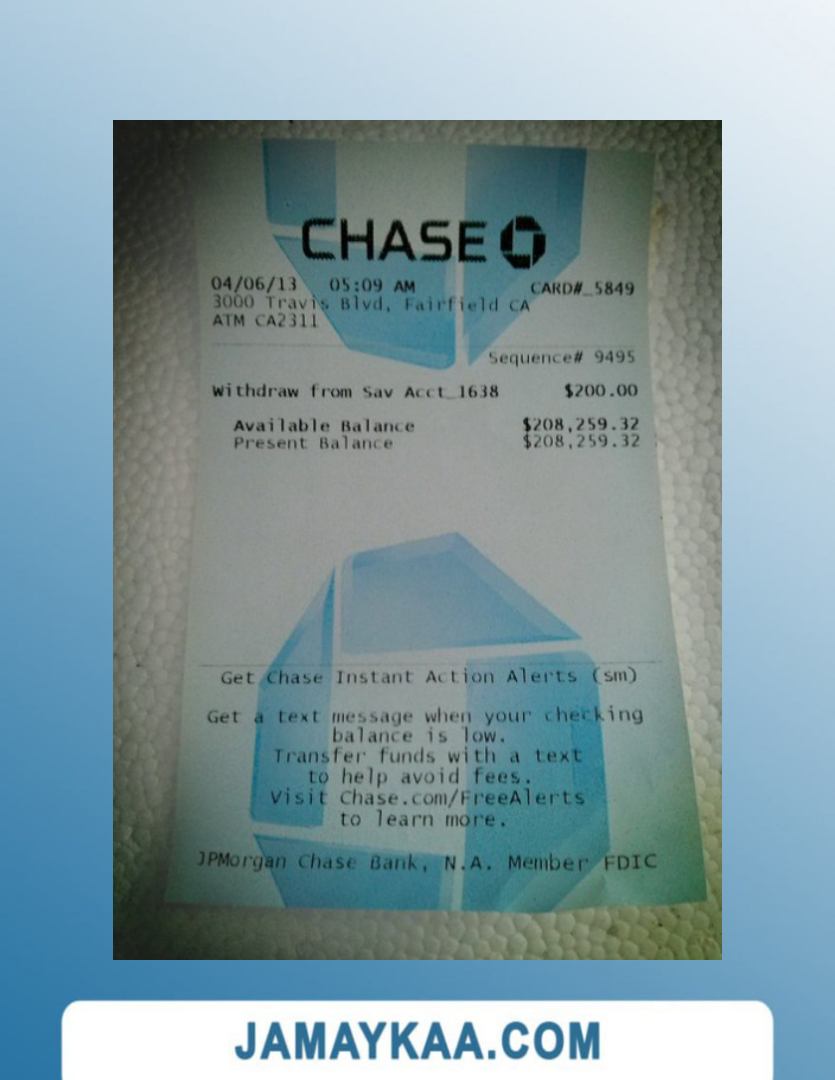 CHASE
04/06/13 05:09 AM CARD#_5849
3000 Travis Blvd, Fairfield CA
ATM CA2311
Sequence# 9495
Withdraw from Sav Acct_1638 $200.00
Available Balance $208,259.32
Present Balance $208,259.32
Get Chase Instant Action Alerts (sm)
Get a text message when your checking
balance is low.
Transfer funds with a text
to help avoid fees.
Visit Chase.com/FreeAlerts
to learn more.
JPMorgan Chase Bank, N.A. Member FDIC
JAMAYKAA.COM